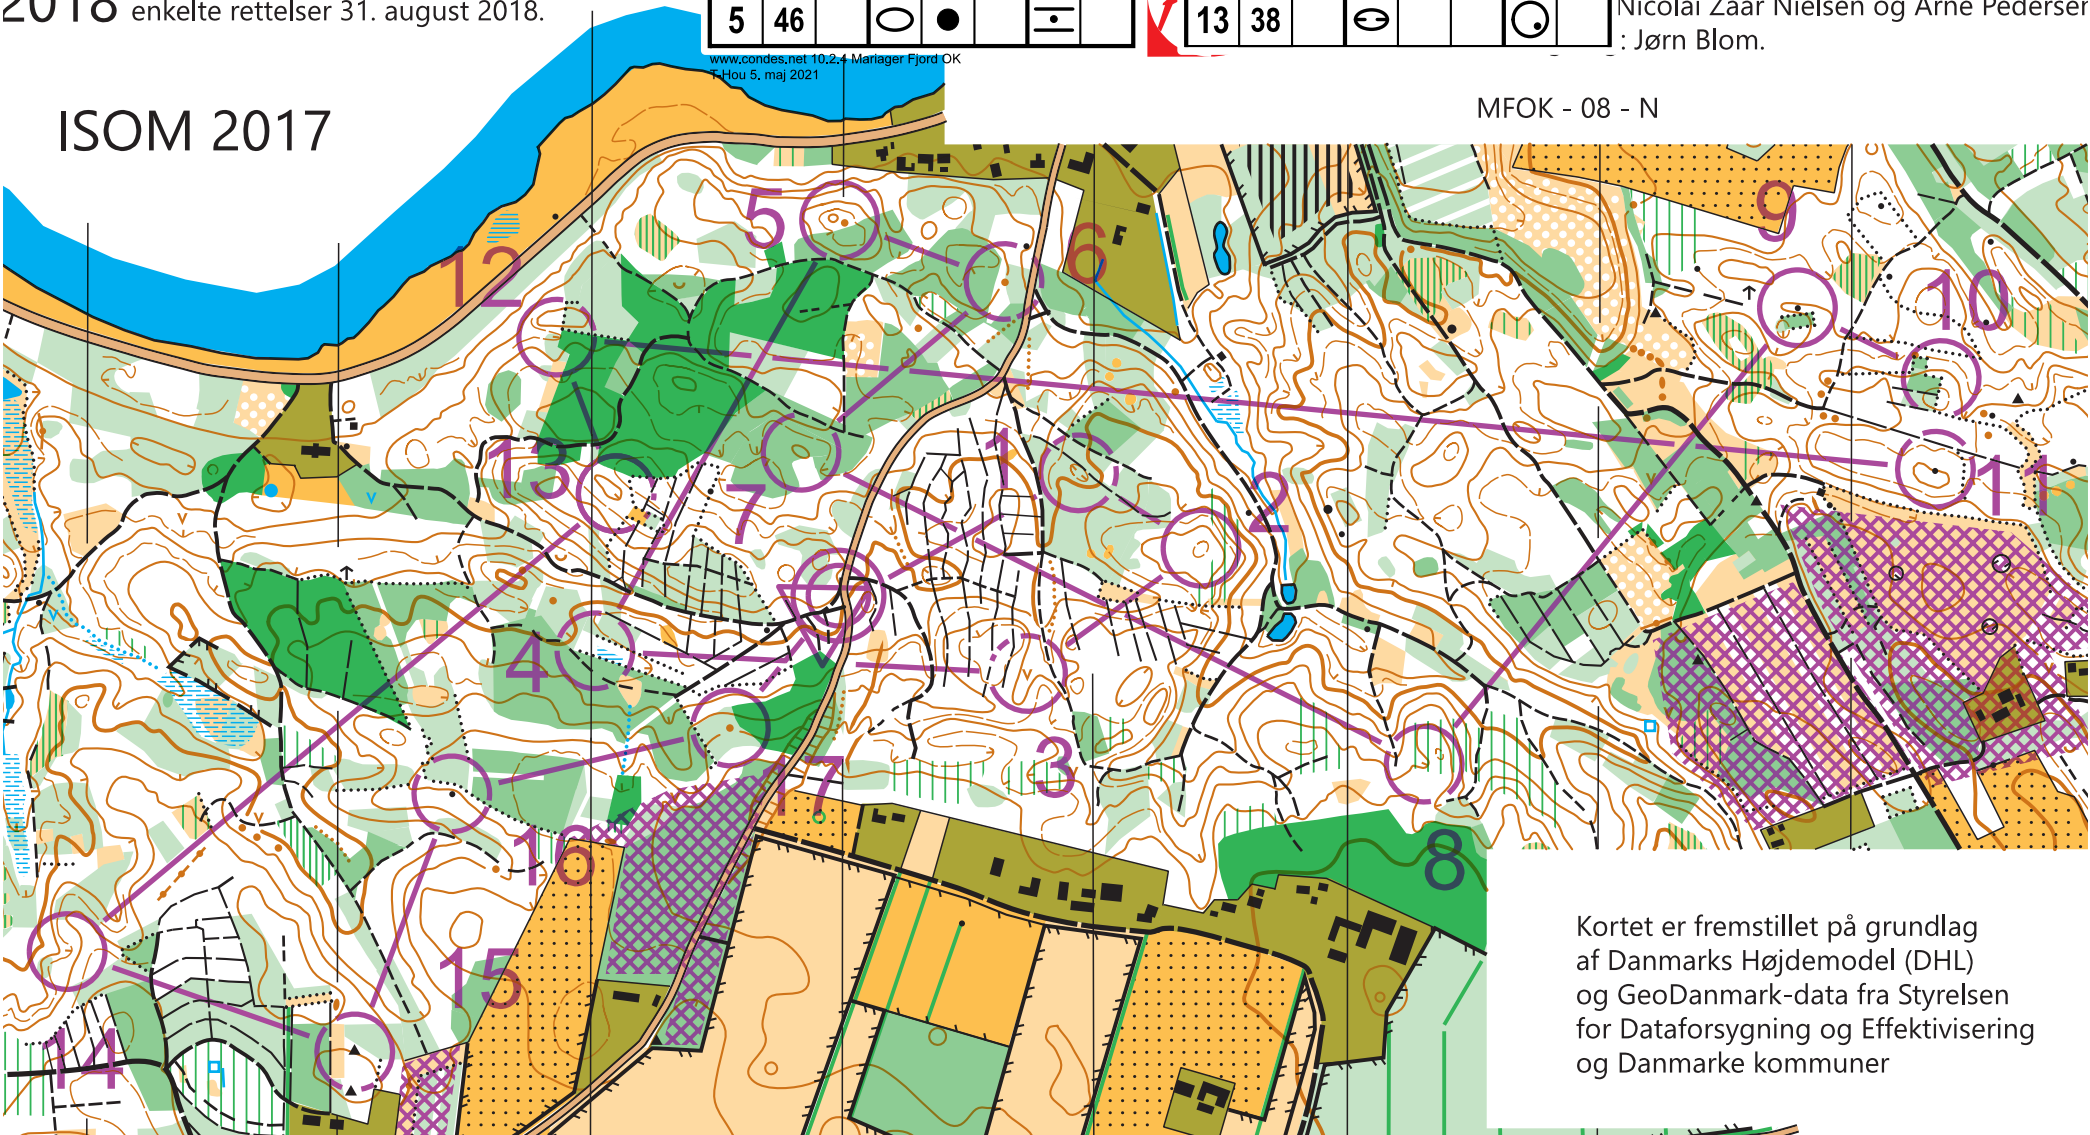 2018 enkelte rettelser 31. august 2018.
5 46
13 38
Nicolai Zaar Nielsen og Arne Pedersen
: Jørn Blom.
www.condes.net 10.2.4 Mariager Fjord OK
T-Hou 5. maj 2021
ISOM 2017
MFOK - 08 - N
5
6
9
12
10
13
7
1
2
11
4
3
17
16
8
15
14
Kortet er fremstillet på grundlag
af Danmarks Højdemodel (DHL)
og GeoDanmark-data fra Styrelsen
for Dataforsygning og Effektivisering
og Danmarke kommuner